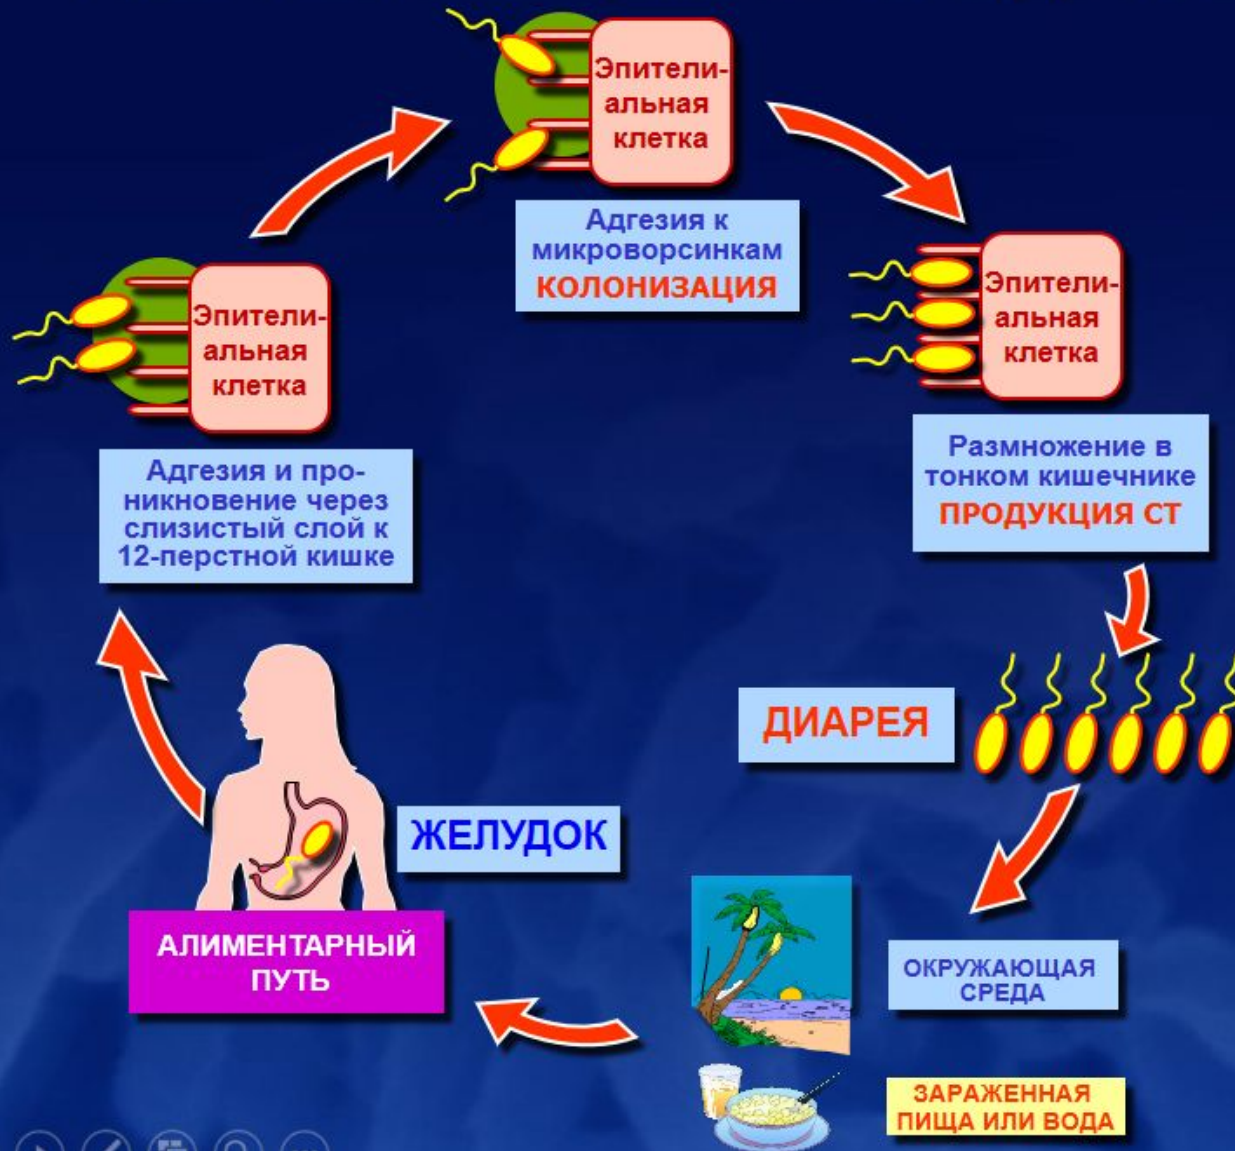 Эпители-
альная
клетка
Адгезия к
микроворсинкам
КОЛОНИЗАЦИЯ
Эпители-
альная
клетка
Адгезия и про-
никновение через
слизистый слой к
12-перстной кишке
Эпители-
альная
клетка
Размножение в
тонком кишечнике
ПРОДУКЦИЯ СТ
ДИАРЕЯ
ЖЕЛУДОК
АЛИМЕНТАРНЫЙ
ПУТЬ
ОКРУЖАЮЩАЯ
СРЕДА
ЗАРАЖЕННАЯ
ПИЩА ИЛИ ВОДА